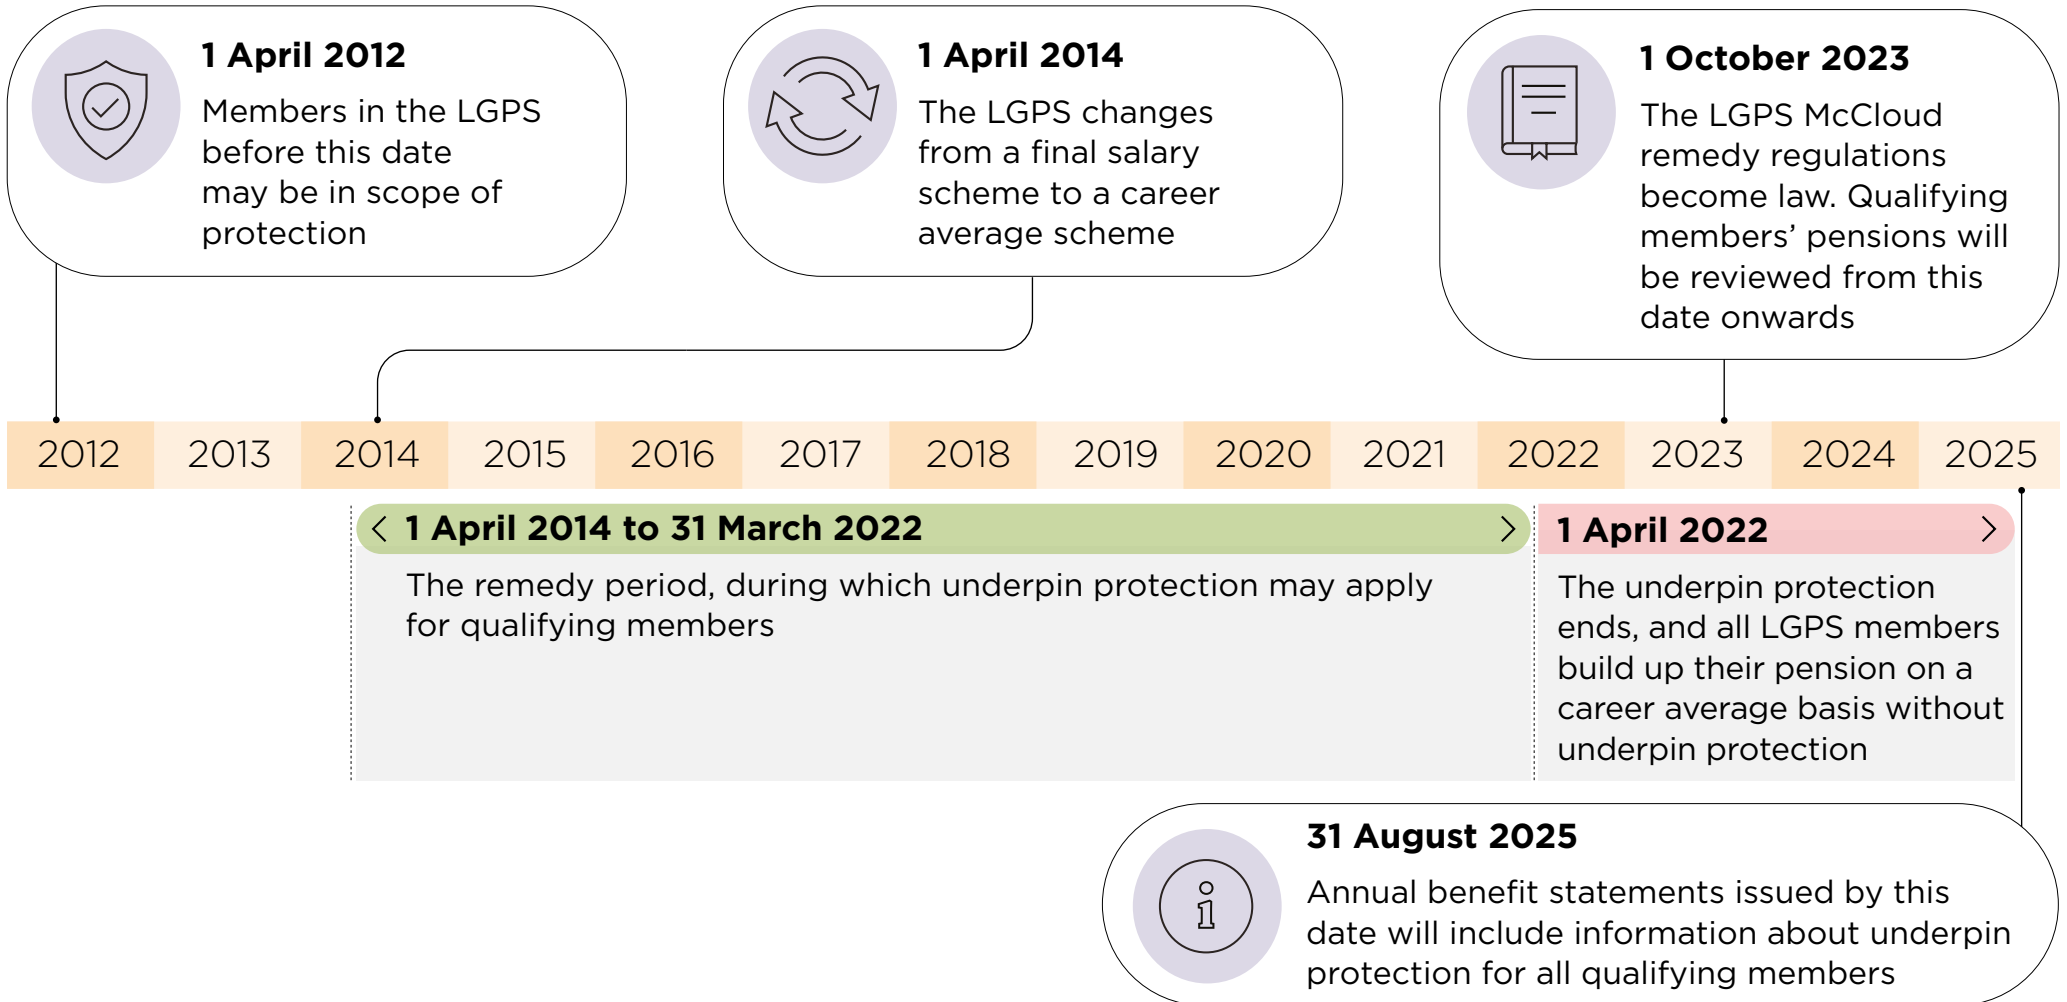 1 April 2012
Members in the LGPS
before this date
may be in scope of
protection
1 April 2014
The LGPS changes
from a final salary
scheme to a career
average scheme
1 October 2023
The LGPS McCloud
remedy regulations
become law. Qualifying
members’ pensions will
be reviewed from this
date onwards
2012 2013 2014 2015 2016 2017 2018 2019 2020 2021 2022 2023 2024 2025
1 April 2014 to 31 March 2022
The remedy period, during which underpin protection may apply
for qualifying members
1 April 2022
The underpin protection
ends, and all LGPS members
build up their pension on a
career average basis without
underpin protection
31 August 2025
Annual benefit statements issued by this
date will include information about underpin
protection for all qualifying members